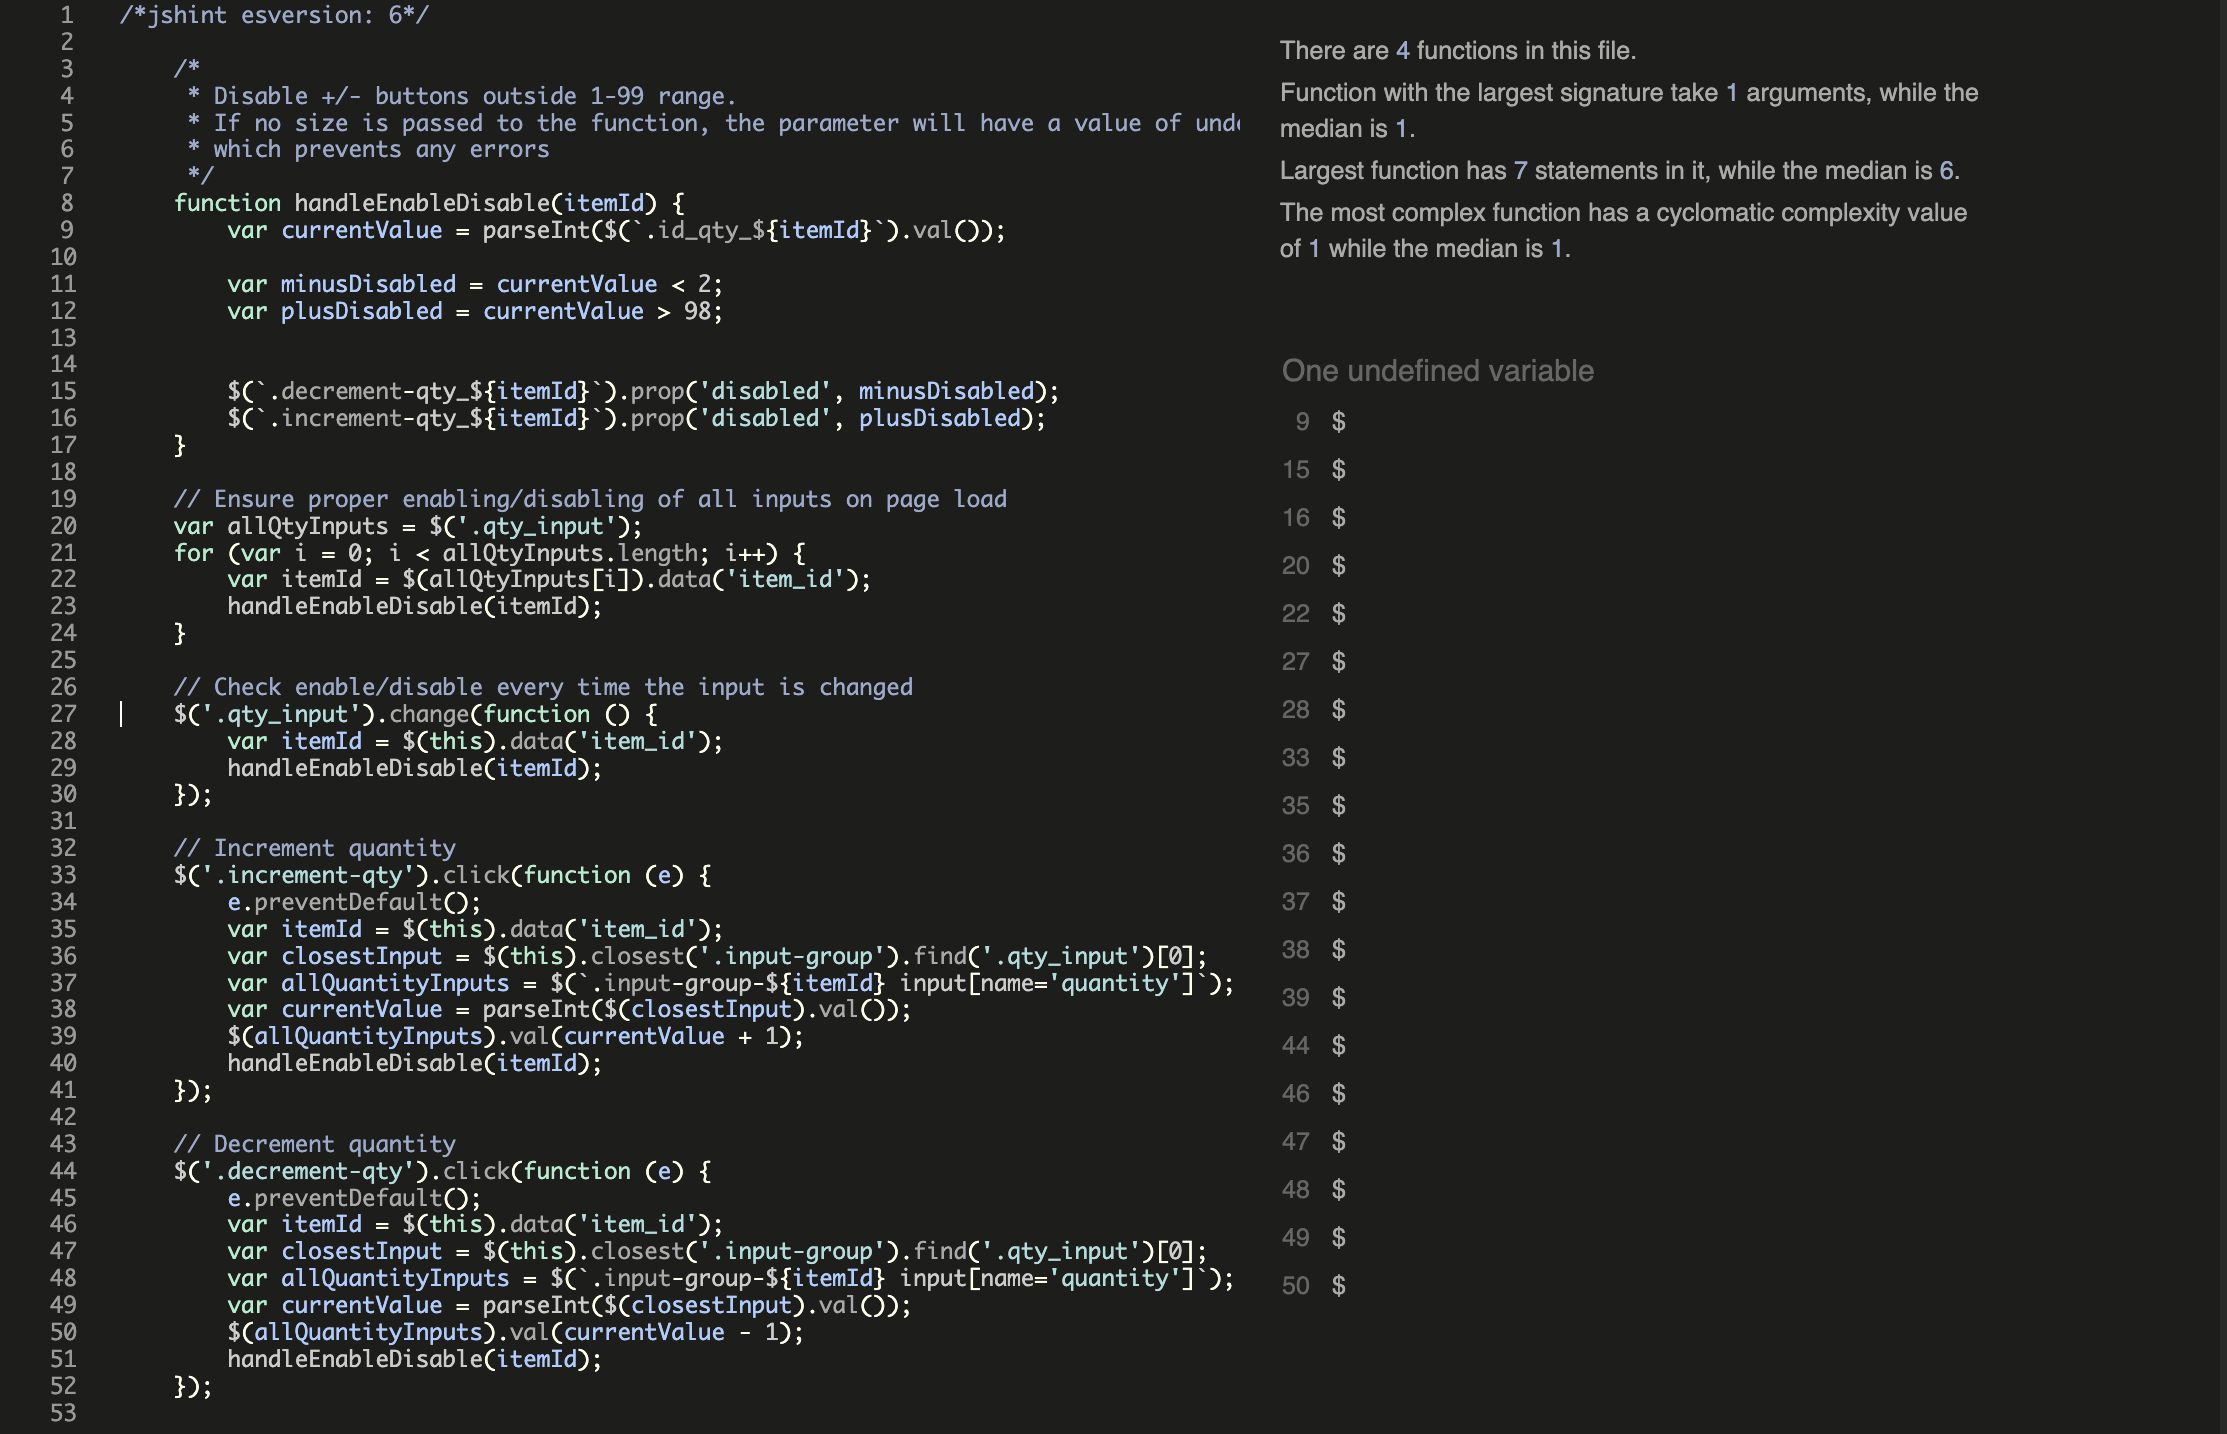 1 /*jshint esversion: 6*/
2
3 /*
4 * Disable +/- buttons outside 1-99 range.
5 * If no size is passed to the function, the parameter will have a value of
6 * which prevents any errors
7 */
8 function handleEnableDisable(itemId) {
9 var currentValue = parseInt($(`.id_qty_${itemId}`).val());
10
11 var minusDisabled = currentValue < 2;
12 var plusDisabled = currentValue > 98;
13
14
15 $(`.decrement-qty_${itemId}`).prop('disabled', minusDisabled);
16 $(`.increment-qty_${itemId}`).prop('disabled', plusDisabled);
17 }
18
19 // Ensure proper enabling/disabling of all inputs on page load
20 var allQtyInputs = $('.qty_input');
21 for (var i = 0; i < allQtyInputs.length; i++) {
22 var itemId = $(allQtyInputs[i]).data('item_id');
23 handleEnableDisable(itemId);
24 }
25
26 // Check enable/disable every time the input is changed
27 $('.qty_input').change(function () {
28 var itemId = $(this).data('item_id');
29 handleEnableDisable(itemId);
30 });
31
32 // Increment quantity
33 $('.increment-qty').click(function (e) {
34 e.preventDefault();
35 var itemId = $(this).data('item_id');
36 var closestInput = $(this).closest('.input-group').find('.qty_input')[0];
37 var allQuantityInputs = $(`.input-group-${itemId} input[name='quantity']`);
38 var currentValue = parseInt($(closestInput).val());
39 $(allQuantityInputs).val(currentValue + 1);
40 handleEnableDisable(itemId);
41 });
42
43 // Decrement quantity
44 $('.decrement-qty').click(function (e) {
45 e.preventDefault();
46 var itemId = $(this).data('item_id');
47 var closestInput = $(this).closest('.input-group').find('.qty_input')[0];
48 var allQuantityInputs = $(`.input-group-${itemId} input[name='quantity']`);
49 var currentValue = parseInt($(closestInput).val());
50 $(allQuantityInputs).val(currentValue - 1);
51 handleEnableDisable(itemId);
52 });
53
There are 4 functions in this file.
Function with the largest signature take 1 arguments, while the
median is 1.
Largest function has 7 statements in it, while the median is 6.
The most complex function has a cyclomatic complexity value
of 1 while the median is 1.
One undefined variable
9 $
15 $
16 $
20 $
22 $
27 $
28 $
33 $
35 $
36 $
37 $
38 $
39 $
44 $
46 $
47 $
48 $
49 $
50 $